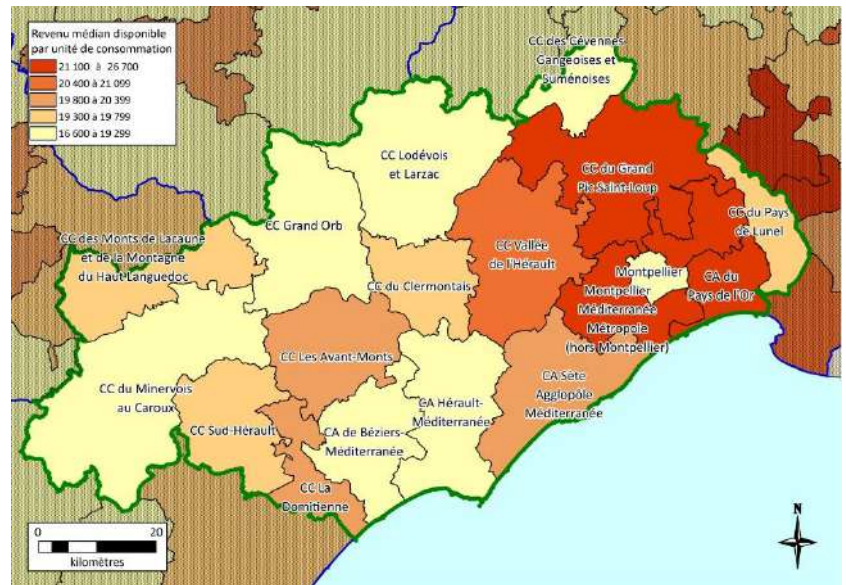 Revenu médian disponible
par unité de consommation
21 100 à 26 700
20 400 à 21 099
19 800 à 20 399
19 300 à 19 799
16 600 à 19 299
CC des Cévennes
Gangeoises et
Suménoises
CC Lodévois
et Larzac
CC du Grand
Pic Saint-Loup
CC Grand Orb
CC du Pays
de Lunel
CC des Monts de Lacaune
et de la Montagne
du Haut Languedoc
CC Vallée
de l'Hérault
CC du Clermontais
Montpellier
Montpellier
Méditerranée
Métropole
(hors Montpellier)
CA du
Pays de l'Or
CC Les Avant-Monts
CC du Minervois
au Caroux
CA Sète
Agglopôle
Méditerranée
CA Hérault-
Méditerranée
CC Sud-Hérault
CA de Béziers-
Méditerranée
CC La
Domitienne
0 20
kilomètres
N